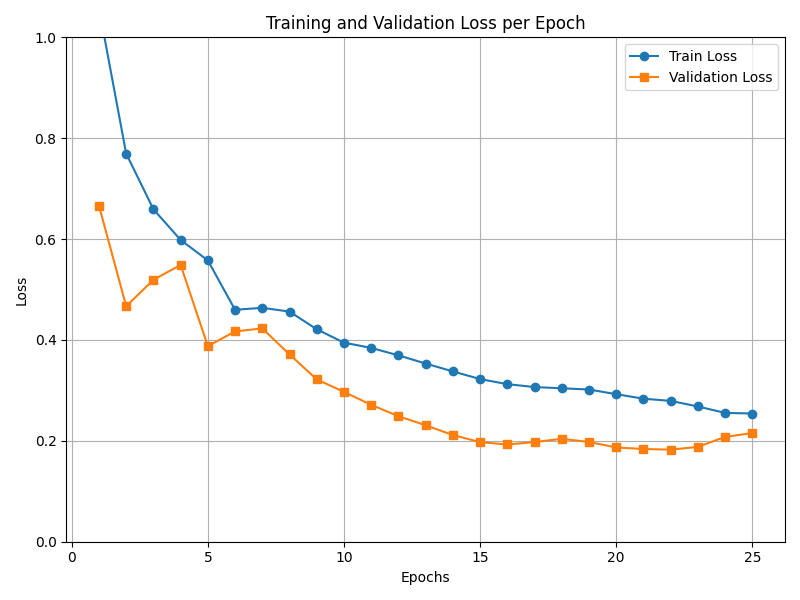 Training and Validation Loss per Epoch
Train Loss
Validation Loss
1.0
0.8
0.6
0.4
0.2
0.0
Loss
0 5 10 15 20 25
Epochs